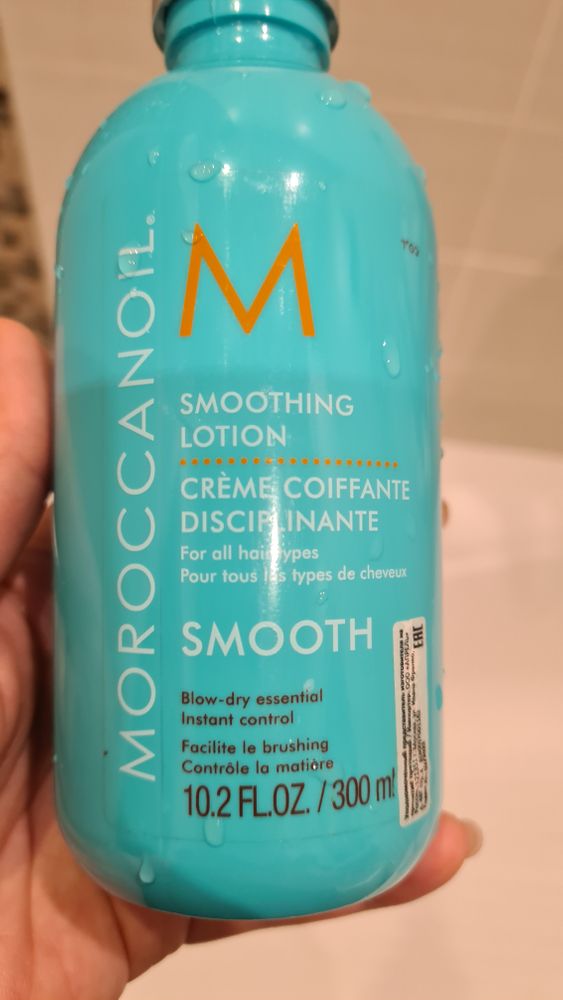 MOROCCANOIL.
M
SMOOTHING
LOTION
CRÈME COIFFANTE
DISCIPLINANTE
For all hair types
Pour tous les types de cheveux
SMOOTH
Blow-dry essential
Instant control
Facilite le brushing
Contrôle la matière
10.2 FL.OZ. / 300 ml
EAC